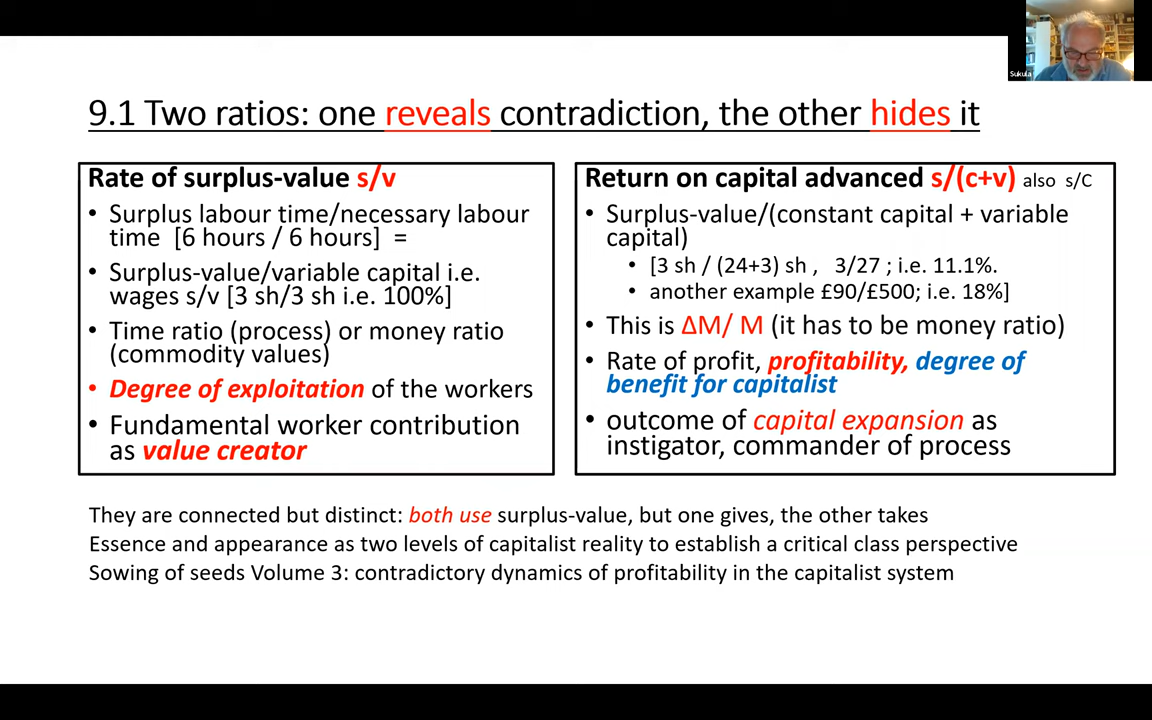 Sukula
9.1 Two ratios: one reveals contradiction, the other hides it
Rate of surplus-value s/v
• Surplus labour time/necessary labour
time [6 hours / 6 hours] =
• Surplus-value/variable capital i.e.
wages s/v [3 sh/3 sh i.e. 100%]
• Time ratio (process) or money ratio
(commodity values)
• Degree of exploitation of the workers
• Fundamental worker contribution
as value creator
Return on capital advanced s/(c+v) also s/C
• Surplus-value/(constant capital + variable
capital)
• [3 sh / (24+3) sh , 3/27 ; i.e. 11.1%.
• another example £90/£500; i.e. 18%]
• This is ΔM/ M (it has to be money ratio)
• Rate of profit, profitability, degree of
benefit for capitalist
• outcome of capital expansion as
instigator, commander of process
They are connected but distinct: both use surplus-value, but one gives, the other takes
Essence and appearance as two levels of capitalist reality to establish a critical class perspective
Sowing of seeds Volume 3: contradictory dynamics of profitability in the capitalist system